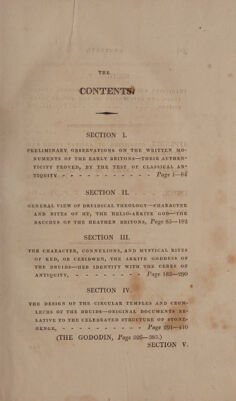 THE
CONTENTS.
SECTION I.
PRELIMINARY OBSERVATIONS ON THE WRITTEN MO-
NUMENTS OF THE EARLY BRITONS—THEIR AUTHEN-
TICITY PROVED, BY THE TEST OF CLASSICAL AN-
TIQUITY - - - - - - - - - - - Page 1—84
SECTION II.
GENERAL VIEW OF DRUIDICAL THEOLOGY—CHARACTER
AND RITES OF HU, THE HELIO-ARKITE GOD—THE
BACCHUS OF THE HEATHEN BRITONS, Page 85—182
SECTION III.
THE CHARACTER, CONNEXIONS, AND MYSTICAL RITES
OF KED, OR CERIDWEN, THE ARKITE GODDESS OF
THE DRUIDS—HER IDENTITY WITH THE CERES OF
ANTIQUITY, - - - - - - - - Page 183—290
SECTION IV.
THE DESIGN OF THE CIRCULAR TEMPLES AND CROM-
LECHS OF THE DRUIDS—ORIGINAL DOCUMENTS RE-
LATIVE TO THE CELEBRATED STRUCTURE OF STONE-
HENGE, - - - - - - - - Page 291—410
(THE GODODIN, Page 326—383.)
SECTION V.